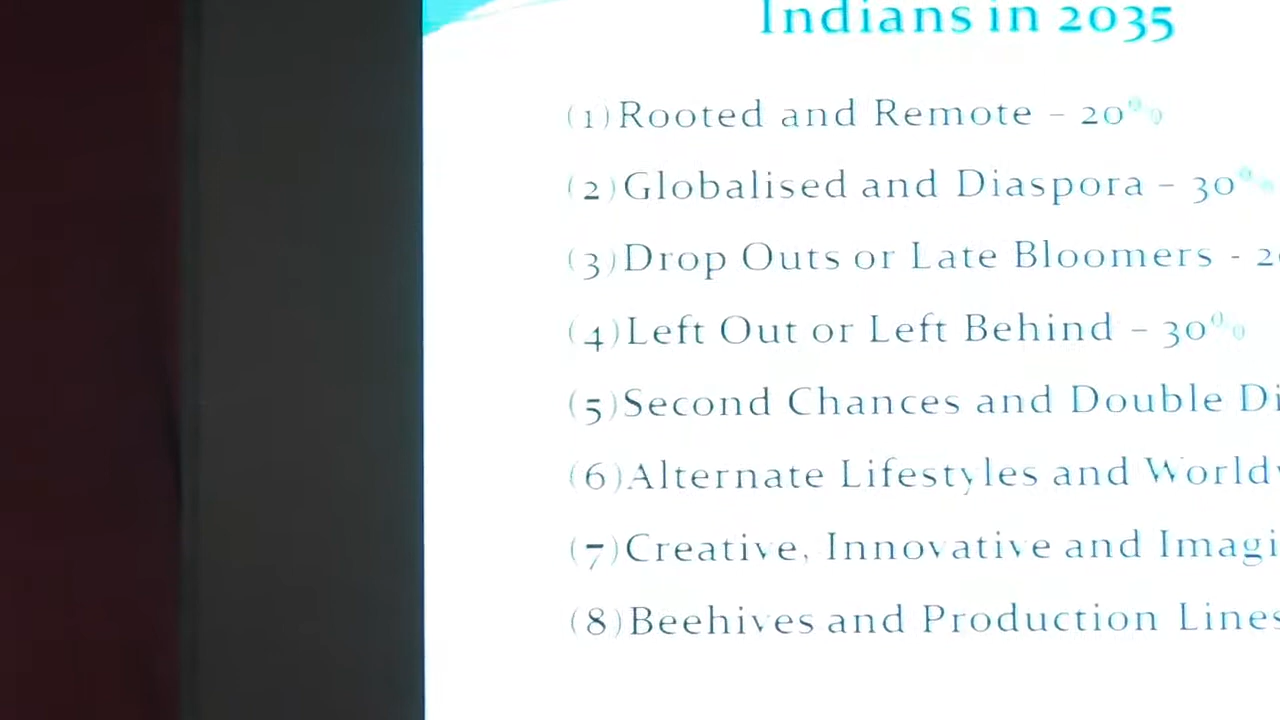 Indians in 2035
(1) Rooted and Remote – 20%
(2) Globalised and Diaspora – 30%
(3) Drop Outs or Late Bloomers -
(4) Left Out or Left Behind – 30%
(5) Second Chances and Double
(6) Alternate Lifestyles and
(7) Creative, Innovative and
(8) Beehives and Production Lines